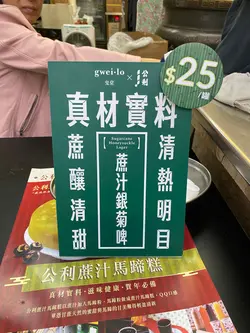 gwei·lo
鬼佬
×
公利
$25
/罐
真材實料
蔗釀清甜
Sugarcane
Honeysuckle
Lager
蔗汁銀菊啤
清熱明目
公利蔗汁馬蹄糕
真材實料・滋味健康・賀年必備